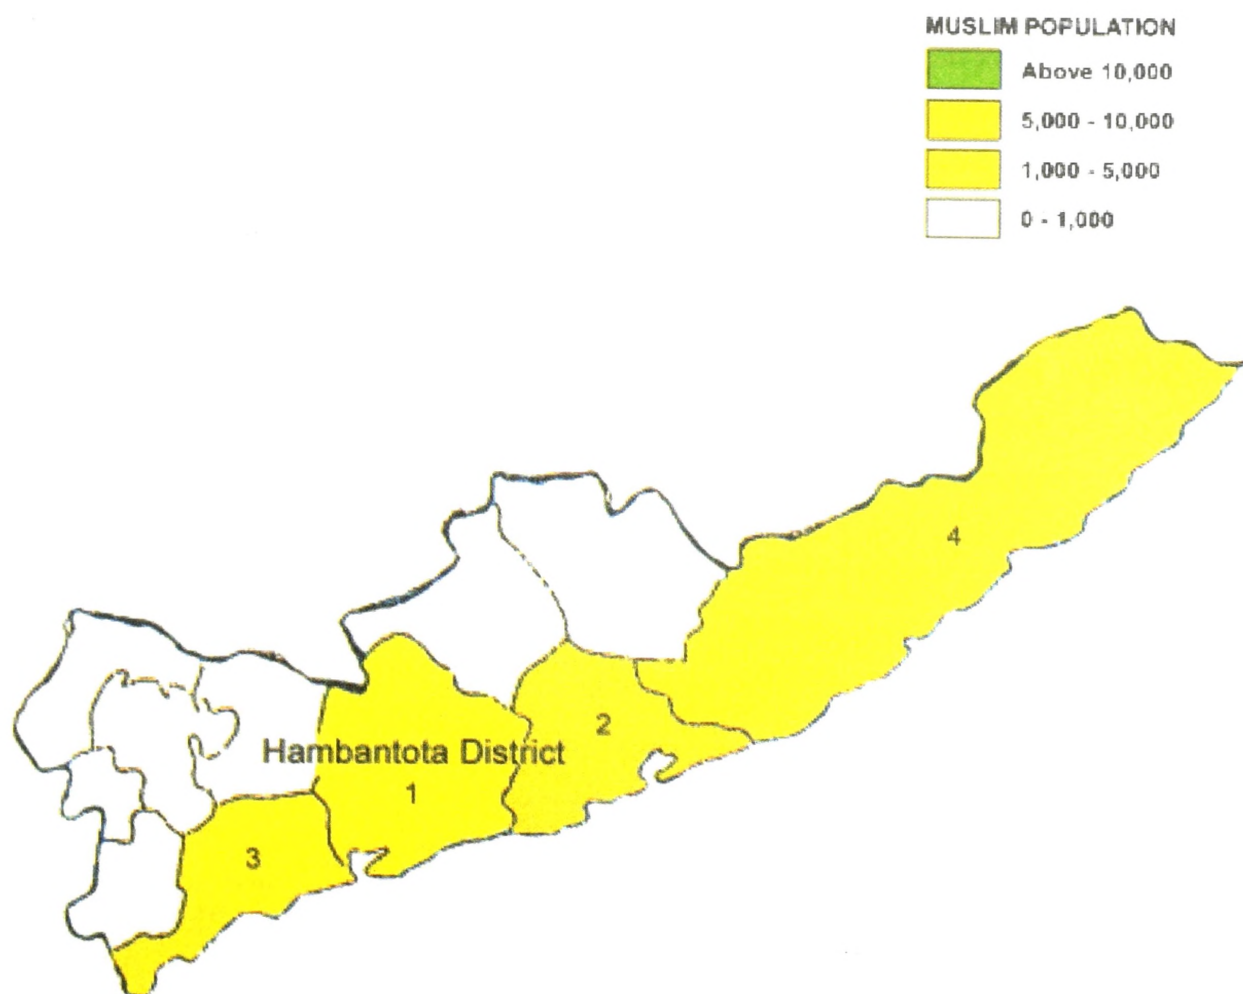 MUSLIM POPULATION
Above 10,000
5,000 - 10,000
1,000 - 5,000
0 - 1,000
4
2
Hambantota District
1
3